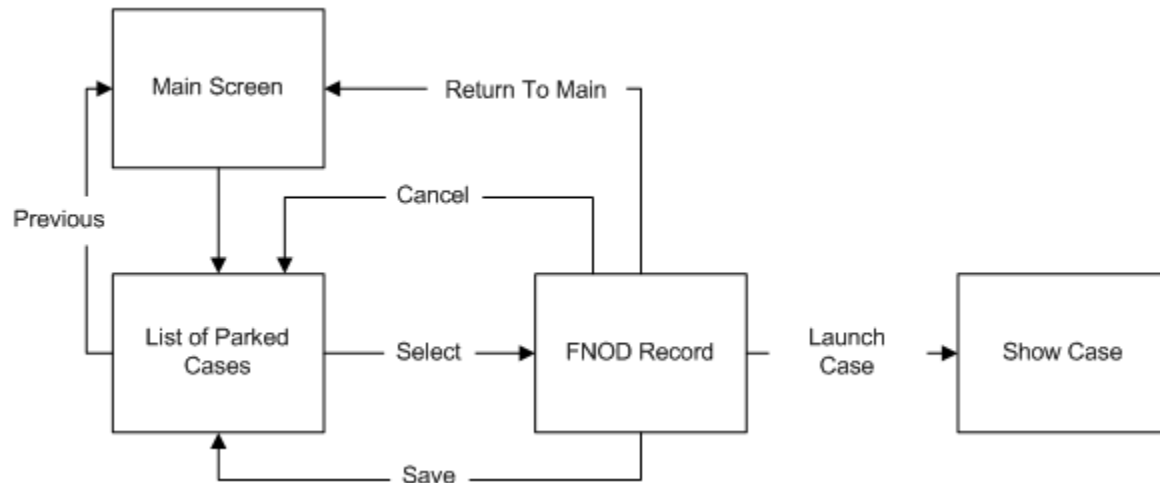 Main Screen
Return To Main
Cancel
Previous
List of Parked
Cases
Select
FNOD Record
Launch
Case
Show Case
Save